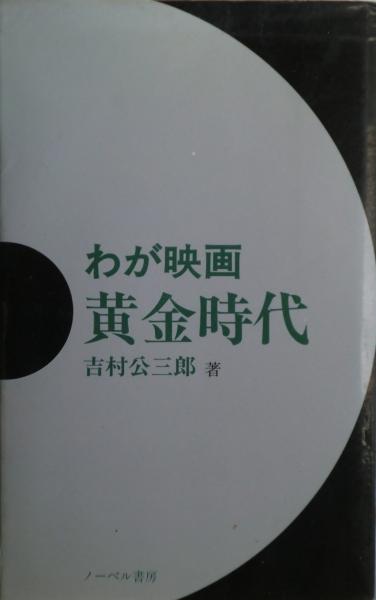 わが映画
黄金時代
吉村公三郎 著
ノーベル書房